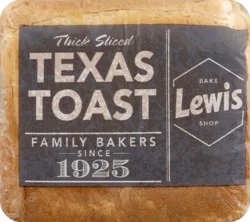 Thick Sliced
TEXAS
TOAST
FAMILY BAKERS
SINCE
1925
BAKE
Lewis
SHOP